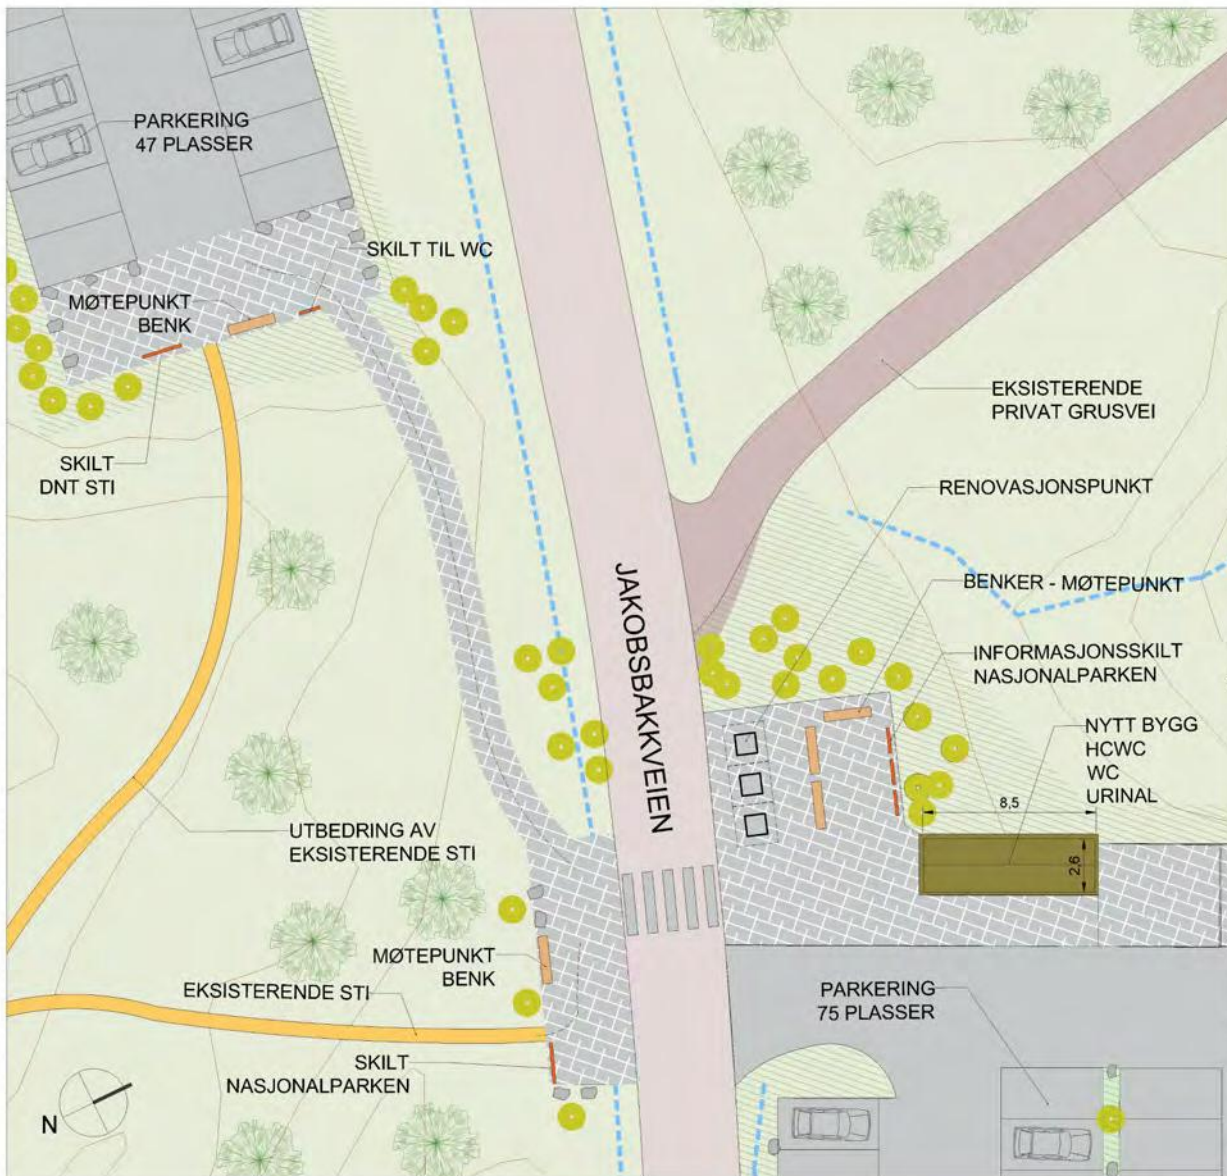 PARKERING
47 PLASSER
SKILT TIL WC
MØTEPUNKT
BENK
SKILT
DNT STI
EKSISTERENDE
PRIVAT GRUSVEI
RENOVASJONSPUNKT
BENKER - MØTEPUNKT
JAKOBSBAKKVEIEN
INFORMASJONSSKILT
NASJONALPARKEN
NYTT BYGG
HCWC
WC
URINAL
8,5
2,6
UTBEDRING AV
EKSISTERENDE STI
MØTEPUNKT
BENK
EKSISTERENDE STI
PARKERING
75 PLASSER
SKILT
NASJONALPARKEN
N